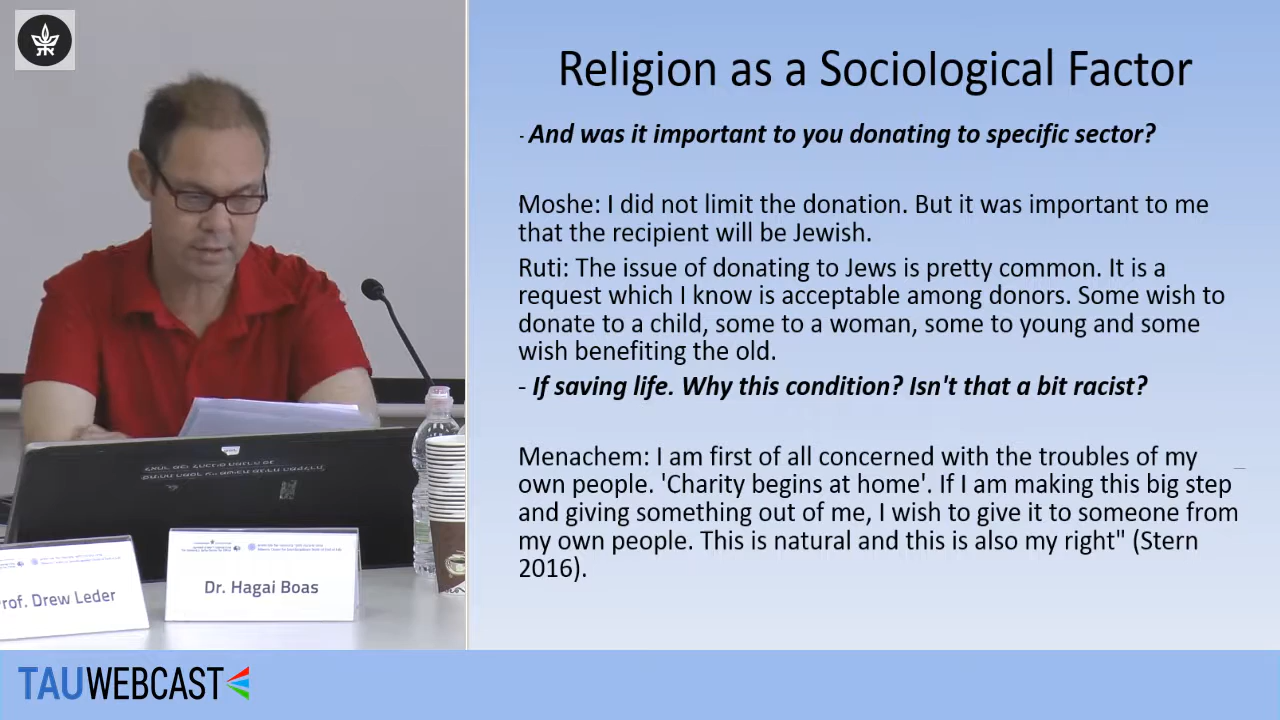 Religion as a Sociological Factor
- And was it important to you donating to specific sector?
Moshe: I did not limit the donation. But it was important to me
that the recipient will be Jewish.
Ruti: The issue of donating to Jews is pretty common. It is a
request which I know is acceptable among donors. Some wish to
donate to a child, some to a woman, some to young and some
wish benefiting the old.
- If saving life. Why this condition? Isn't that a bit racist?
Menachem: I am first of all concerned with the troubles of my
own people. 'Charity begins at home'. If I am making this big step
and giving something out of me, I wish to give it to someone from
my own people. This is natural and this is also my right" (Stern
2016).
Prof. Drew Leder
Dr. Hagai Boas
TAUWEBCAST